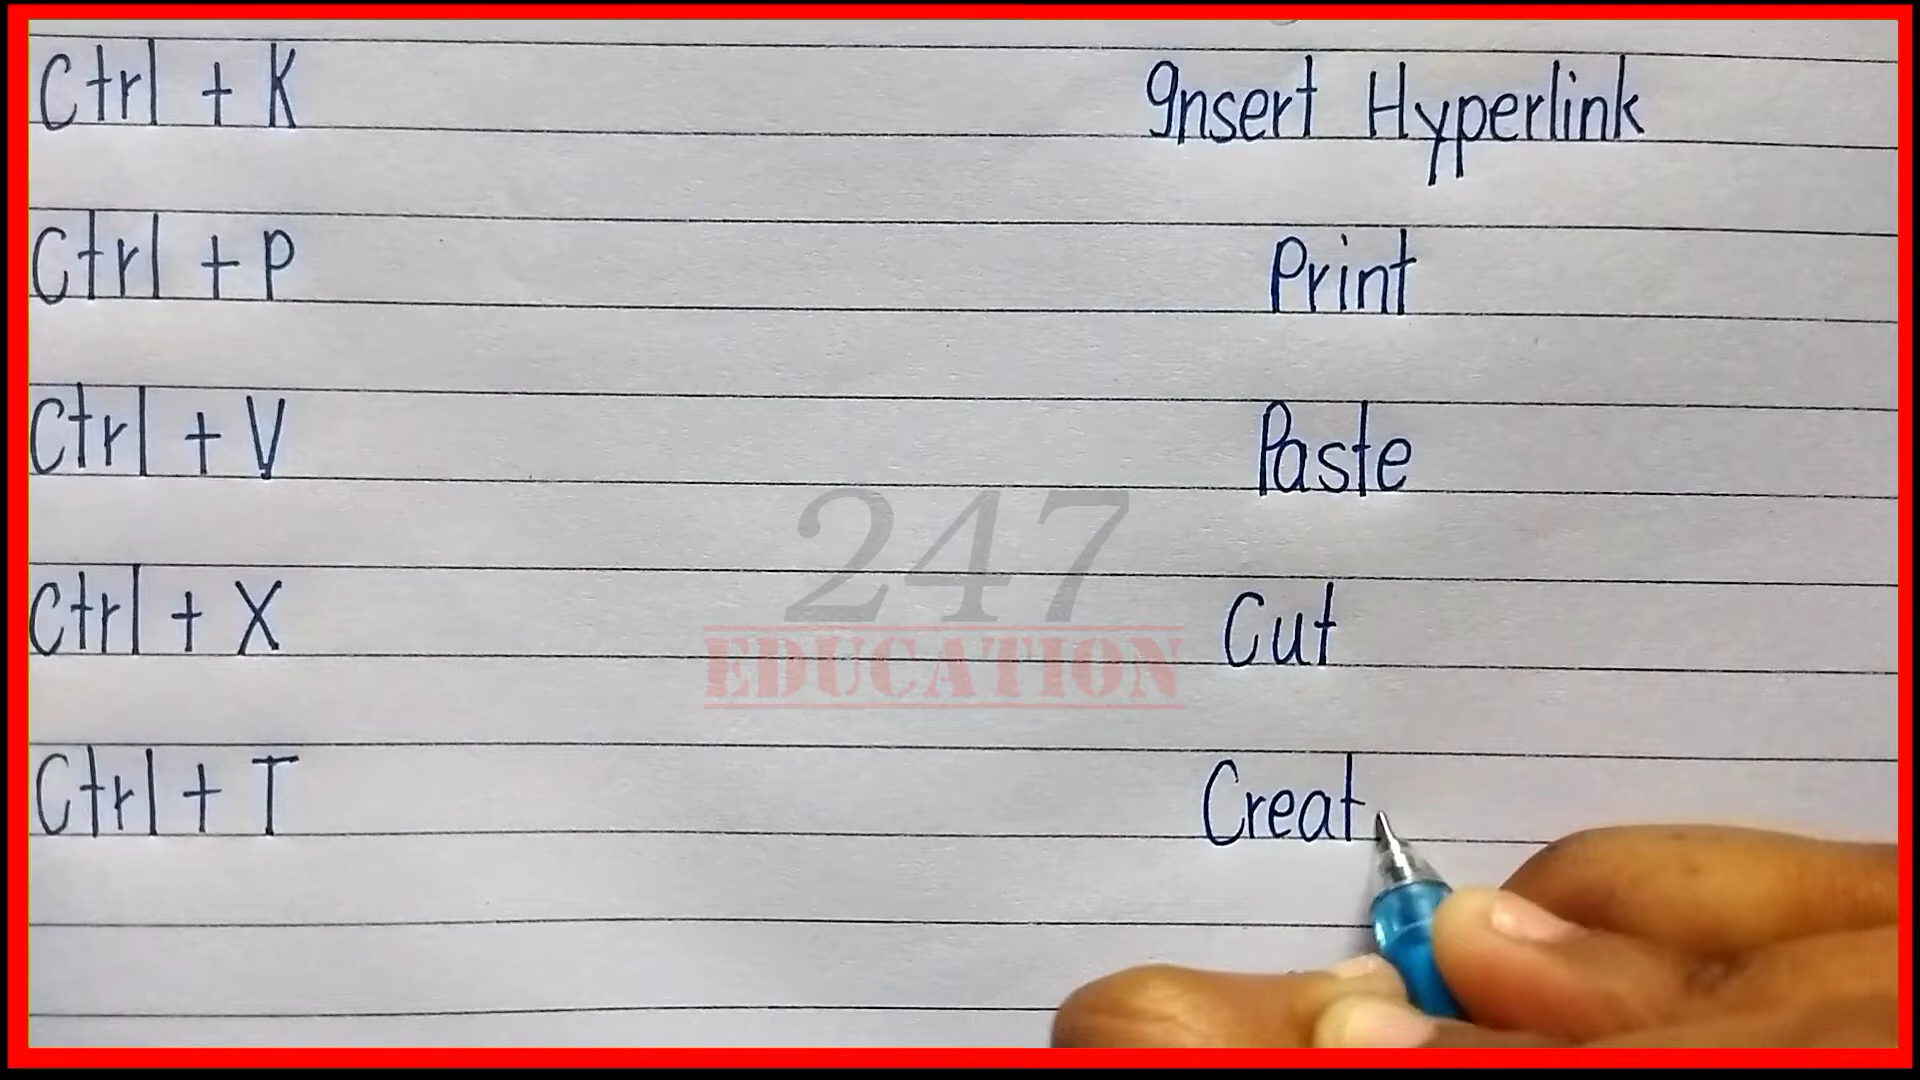 Ctrl + K Insert Hyperlink
Ctrl + P Print
Ctrl + V Paste
247
Ctrl + X Cut
EDUCATION
Ctrl + T Creat